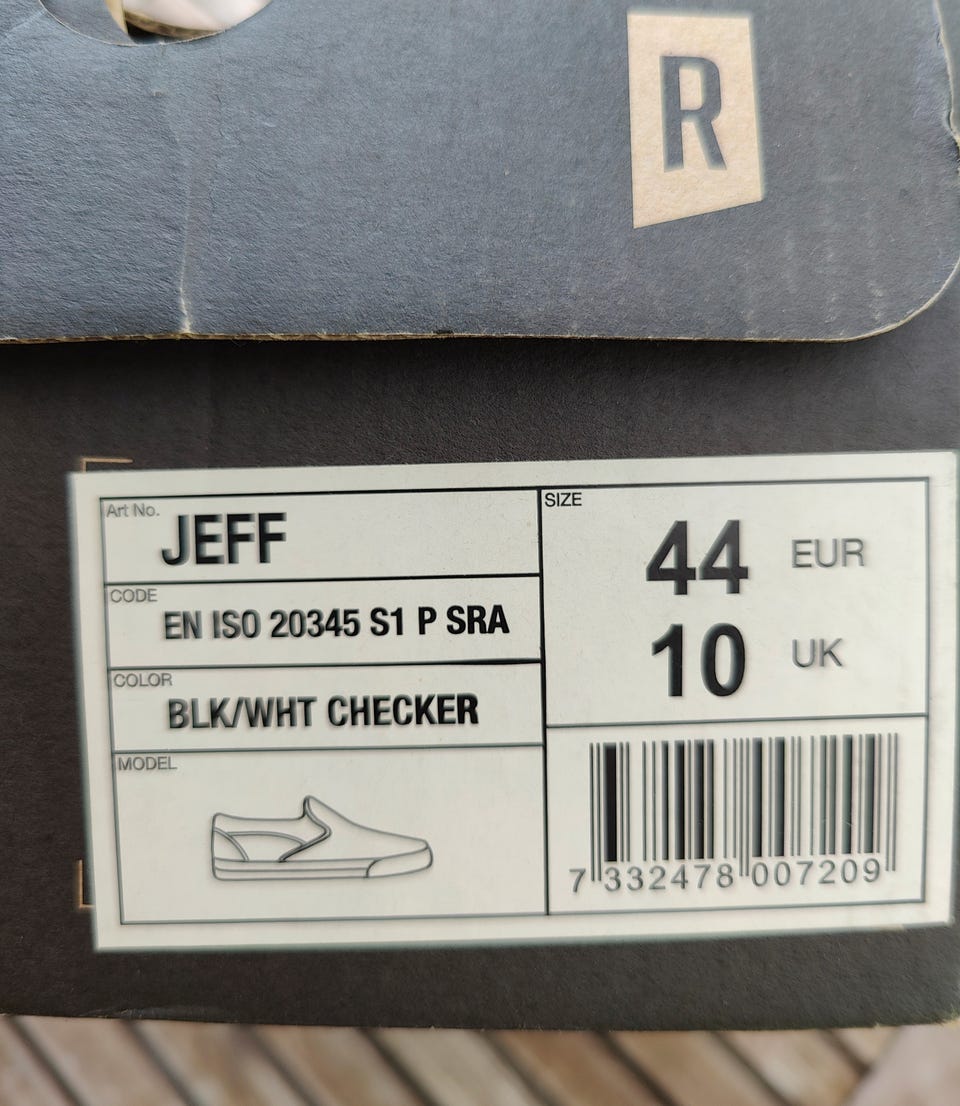 R
Art No.
JEFF
CODE
EN ISO 20345 S1 P SRA
COLOR
BLK/WHT CHECKER
MODEL
SIZE
44 EUR
10 UK
7 332478 007209